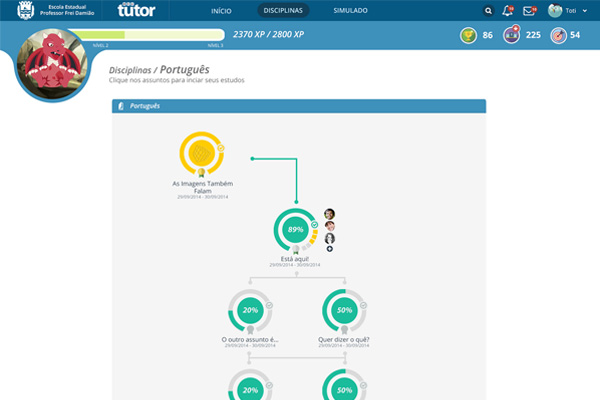 Escola Estadual
Professor Frei Damião
tutor
INÍCIO
DISCIPLINAS
SIMULADO
Toti
NÍVEL 2
NÍVEL 3
2370 XP / 2800 XP
86
225
54
Disciplinas / Português
Clique nos assuntos para inciar seus estudos
Português
As Imagens Também
Falam
29/09/2014 - 30/09/2014
89%
Está aqui!
29/09/2014 - 30/09/2014
20%
50%
O outro assunto é...
Quer dizer o quê?
29/09/2014 - 30/09/2014
29/09/2014 - 30/09/2014
20%
50%